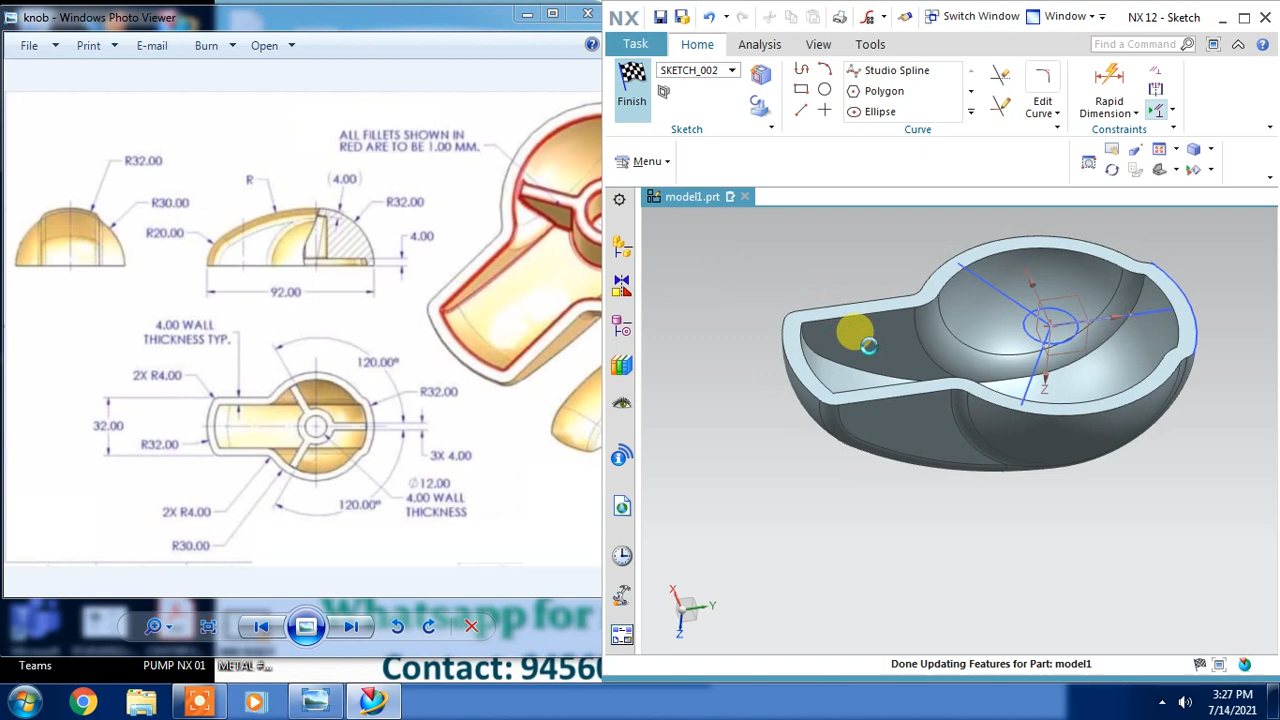 knob - Windows Photo Viewer
File
Print
E-mail
Burn
Open
ALL FILLETS SHOWN IN
RED ARE TO BE 1.00 MM.
R32.00
R
(4.00)
R30.00
R32.00
R20.00
4.00
92.00
4.00 WALL
THICKNESS TYP.
120.00°
2X R4.00
R32.00
32.00
R32.00
3X 4.00
Ø12.00
4.00 WALL
THICKNESS
120.00°
2X R4.00
R30.00
Whatsapp for
Contact: 9456
Teams
PUMP NX 01
METAL #...
NX
Switch Window
Window
NX 12 - Sketch
Task
Home
Analysis
View
Tools
Find a Command
Finish
SKETCH_002
Sketch
Studio Spline
Polygon
Ellipse
Curve
Edit
Curve
Rapid
Dimension
Constraints
Menu
model1.prt
Z
X
Y
Z
Done Updating Features for Part: model1
3:27 PM
7/14/2021